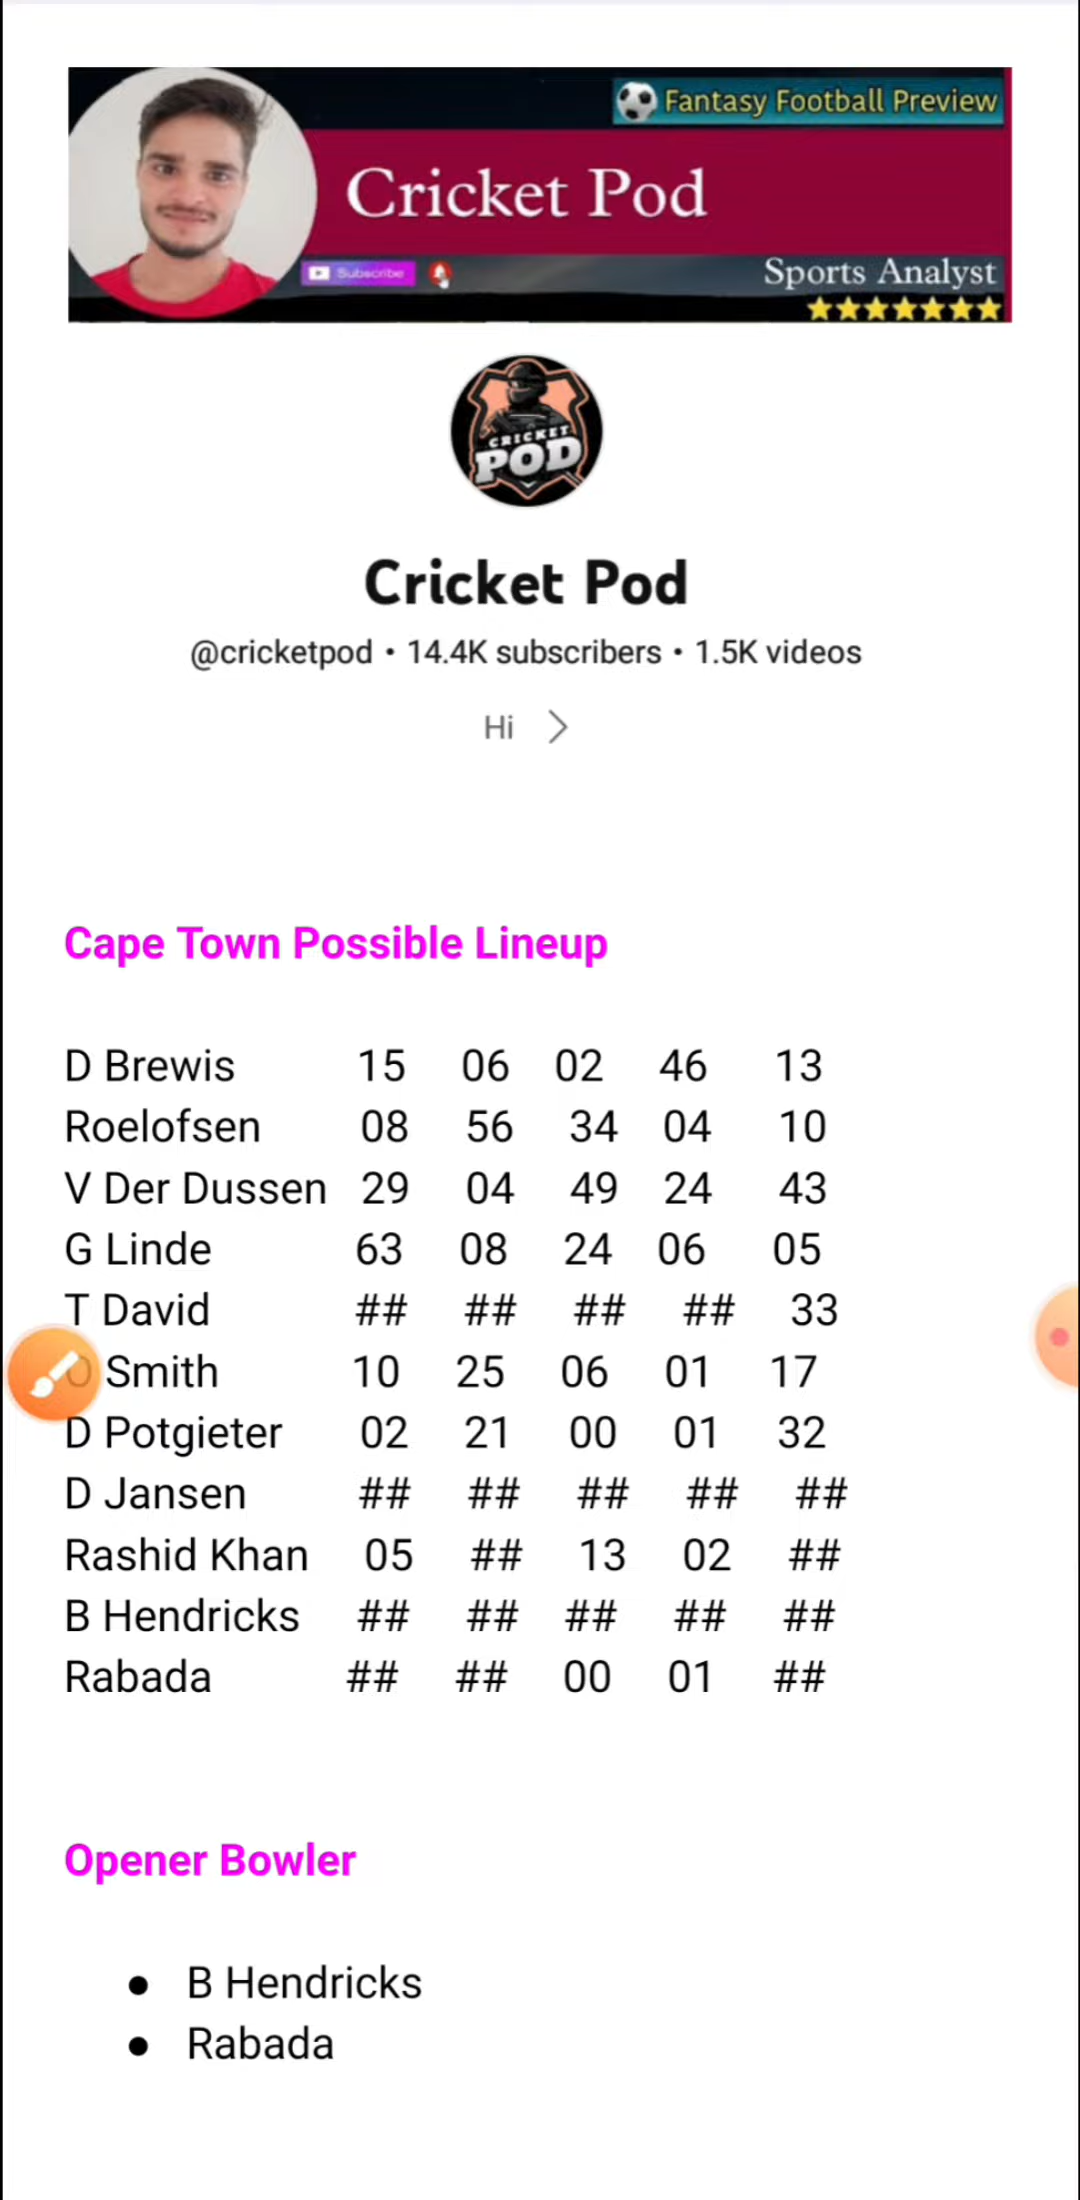 Fantasy Football Preview
Cricket Pod
Subscribe
Sports Analyst
CRICKET
POD
Cricket Pod
@cricketpod • 14.4K subscribers • 1.5K videos
Hi >
Cape Town Possible Lineup
D Brewis 15 06 02 46 13
Roelofsen 08 56 34 04 10
V Der Dussen 29 04 49 24 43
G Linde 63 08 24 06 05
T David ## ## ## ## 33
O Smith 10 25 06 01 17
D Potgieter 02 21 00 01 32
D Jansen ## ## ## ## ##
Rashid Khan 05 ## 13 02 ##
B Hendricks ## ## ## ## ##
Rabada ## ## 00 01 ##
Opener Bowler
● B Hendricks
● Rabada